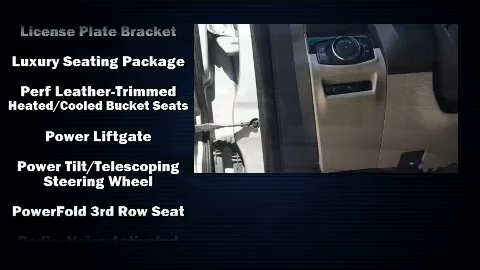 License Plate Bracket
Luxury Seating Package
Perf Leather-Trimmed
Heated/Cooled Bucket Seats
Power Liftgate
Power Tilt/Telescoping
Steering Wheel
PowerFold 3rd Row Seat